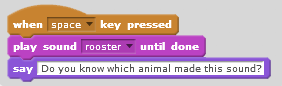 when space key pressed
play sound rooster until done
say Do you know which animal made this sound?